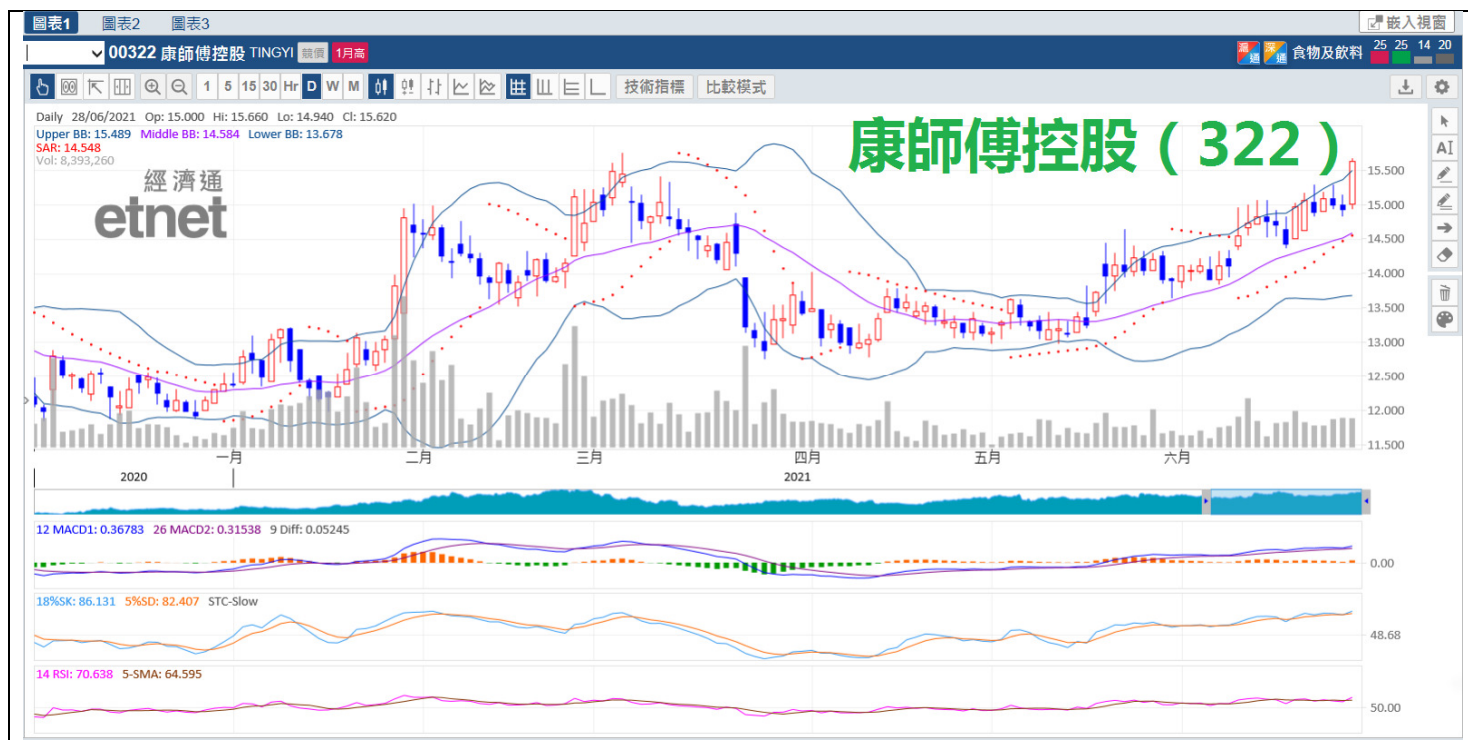 圖表1 圖表2 圖表3 嵌入視窗
00322 康師傅控股 TINGYI 競價 1月高 滬通 深通 食物及飲料 25 25 14 20
1 5 15 30 Hr D W M 技術指標 比較模式
Daily 28/06/2021 Op: 15.000 Hi: 15.660 Lo: 14.940 Cl: 15.620
Upper BB: 15.489 Middle BB: 14.584 Lower BB: 13.678
SAR: 14.548
Vol: 8,393,260
康師傅控股（322）
經濟通
etnet
AI
15.500
15.000
14.500
14.000
13.500
13.000
12.500
12.000
11.500
一月 二月 三月 四月 五月 六月
2020 2021
12 MACD1: 0.36783 26 MACD2: 0.31538 9 Diff: 0.05245
0.00
18%SK: 86.131 5%SD: 82.407 STC-Slow
48.68
14 RSI: 70.638 5-SMA: 64.595
50.00